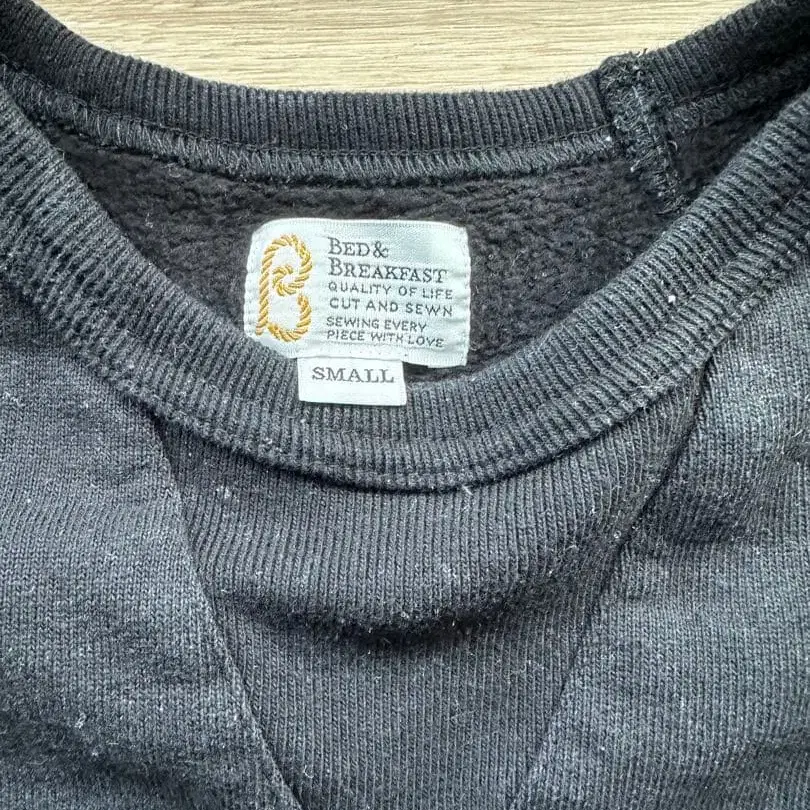 B
BED &
BREAKFAST
QUALITY OF LIFE
CUT AND SEWN
SEWING EVERY
PIECE WITH LOVE
SMALL